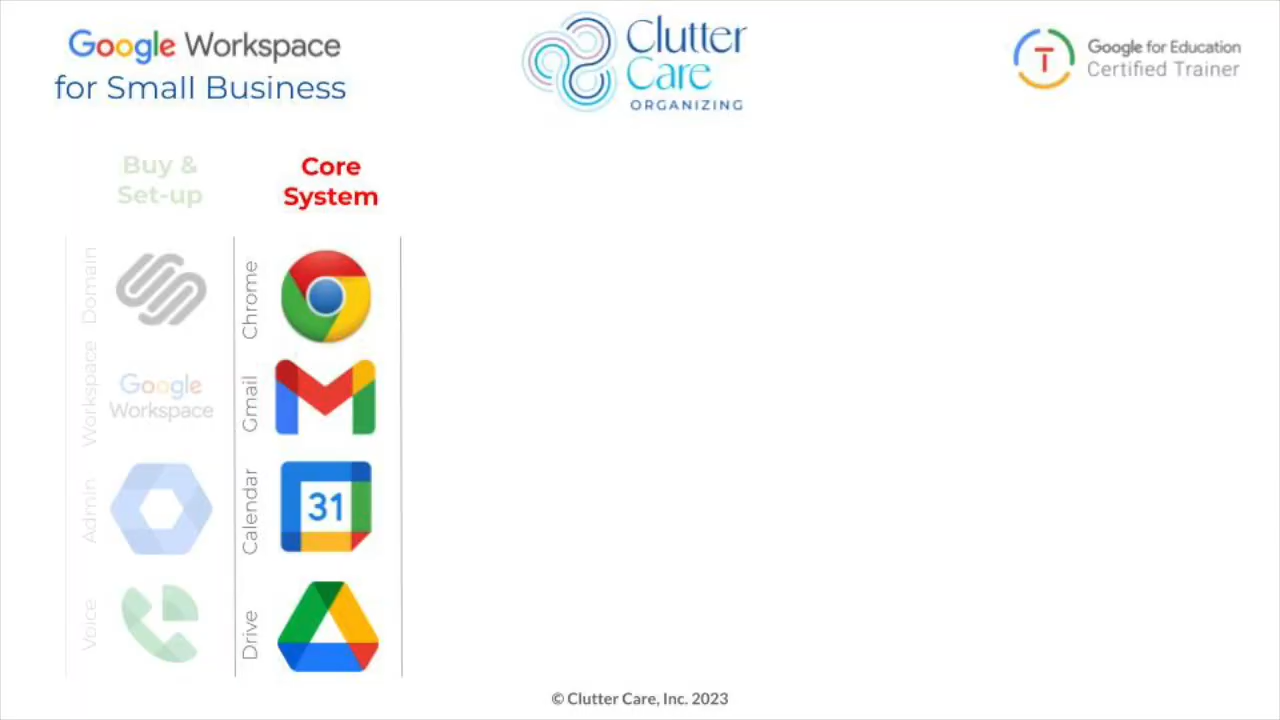 Google Workspace
for Small Business
Clutter
Care
ORGANIZING
T
Google for Education
Certified Trainer
Buy &
Set-up
Domain
Workspace
Google
Workspace
Admin
Voice
Core
System
Chrome
Gmail
Calendar
31
Drive
© Clutter Care, Inc. 2023